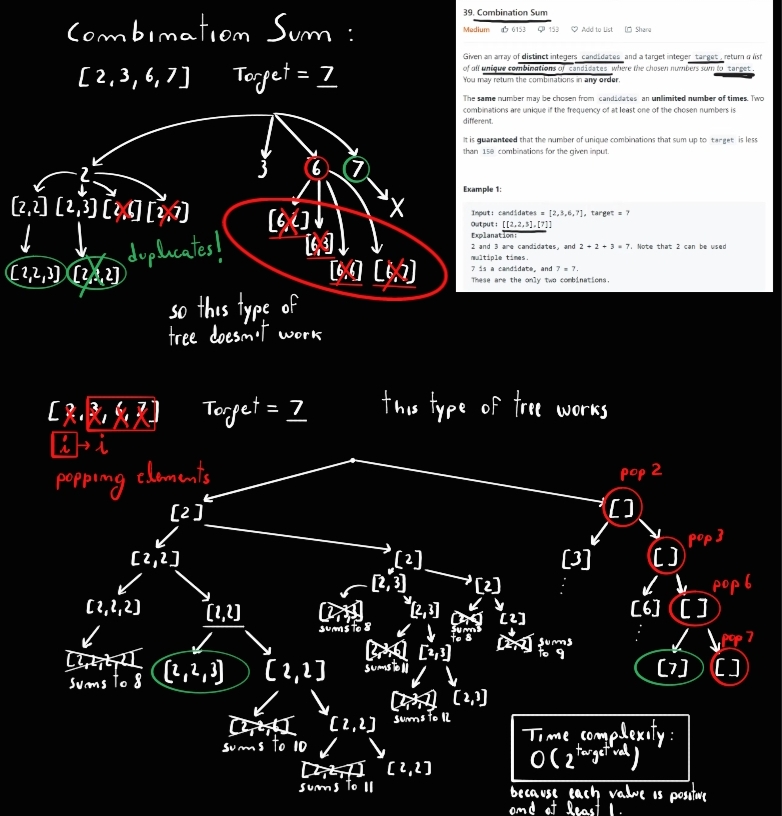 Combination Sum :
[2,3,6,7] Target = 7
39. Combination Sum
Medium 6153 153 Add to List Share
Given an array of distinct integers candidates and a target integer target, return a list
of all unique combinations of candidates where the chosen numbers sum to target.
You may return the combinations in any order.
The same number may be chosen from candidates an unlimited number of times. Two
combinations are unique if the frequency of at least one of the chosen numbers is
different.
It is guaranteed that the number of unique combinations that sum up to target is less
than 150 combinations for the given input.
Example 1:
Input: candidates = [2,3,6,7], target = 7
Output: [[2,2,3],[7]]
Explanation:
2 and 3 are candidates, and 2 + 2 + 3 = 7. Note that 2 can be used
multiple times.
7 is a candidate, and 7 = 7.
These are the only two combinations.
2 3 6 7
[2,2] [2,3] [2,6] [2,7] X
[6,2]
[6,3]
[6,6] [6,7]
duplicates!
[2,2,3] [2,3,2]
so this type of
tree doesn't work
[2,3,6,7] Target = 7 this type of tree works
i → i
popping elements
pop 2
[2] [ ]
pop 3
[2,2] [2] [3] [ ]
pop 6
[2,3] [2]
[2,2,2] [2,2] [2,3,3] [2,3] [2,6] [2] [6] [ ]
sums to 8 sums to 8
pop 7
[2,2,2,2] [2,2,3] [2,2] [2,3,6] [2,3] [2,7] sums to 9 [7] [ ]
sums to 8 sums to 11
[2,3,7] [2,3]
sums to 12
[2,2,6] [2,2]
sums to 10
[2,2,7] [2,2]
sums to 11
Time complexity:
O(2^target val)
because each value is positive
and at least 1.